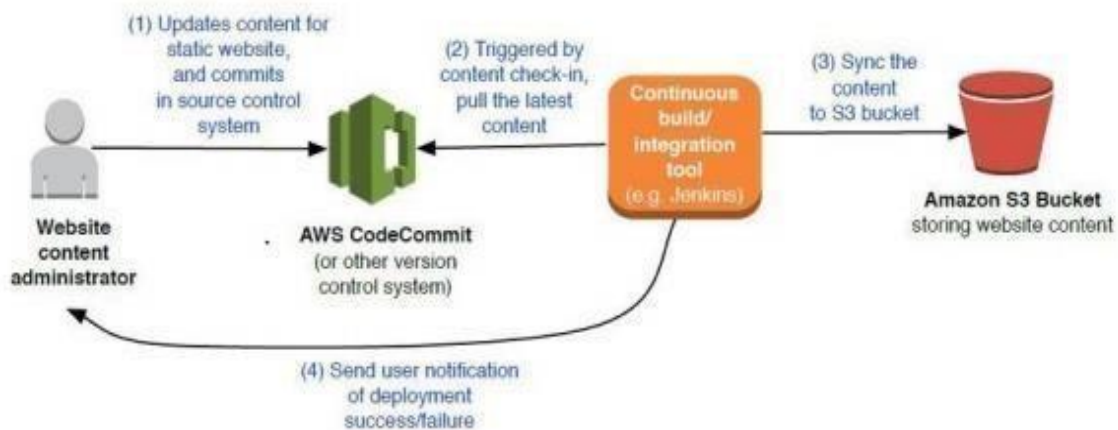 (1) Updates content for
static website,
and commits
in source control
system
(2) Triggered by
content check-in,
pull the latest
content
Continuous
build/
integration
tool
(e.g. Jenkins)
(3) Sync the
content
to S3 bucket
Website
content
administrator
AWS CodeCommit
(or other version
control system)
Amazon S3 Bucket
storing website content
(4) Send user notification
of deployment
success/failure